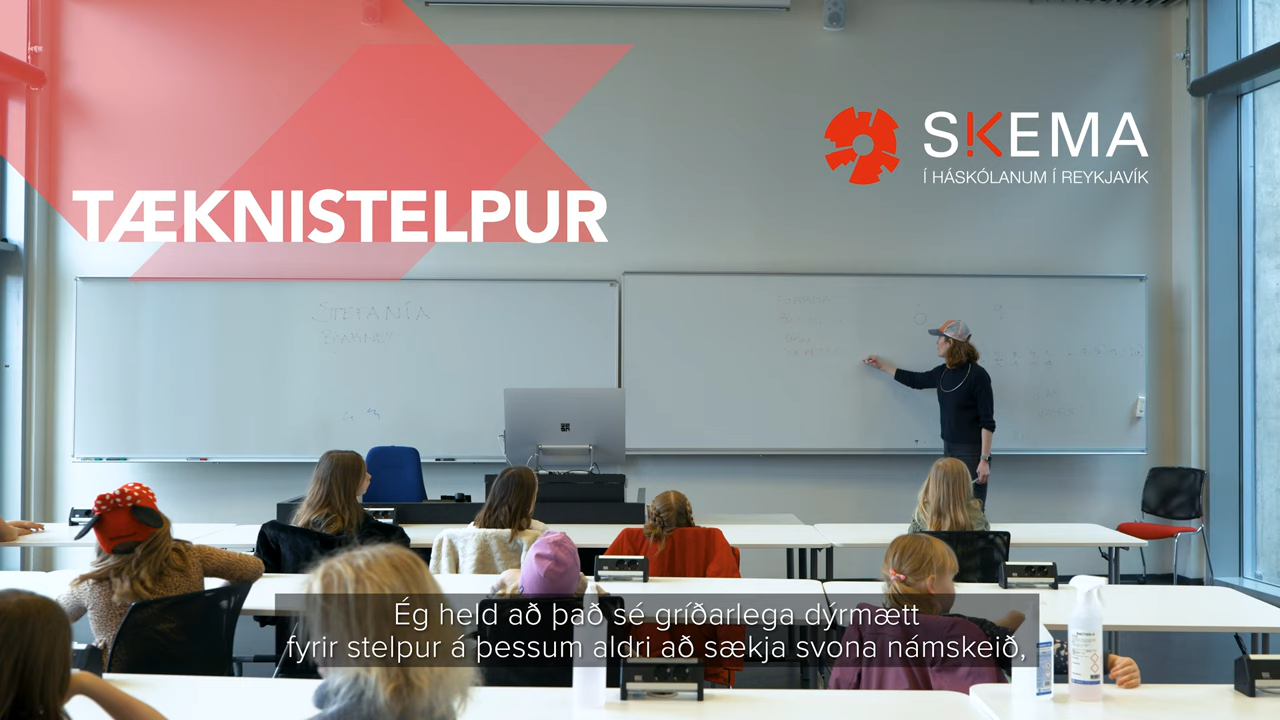 TÆKNISTELPUR
SKEMA
Í HÁSKÓLANUM Í REYKJAVÍK
STEFANÍA
Ég held að það sé gríðarlega dýrmætt
fyrir stelpur á þessum aldri að sækja svona námskeið,